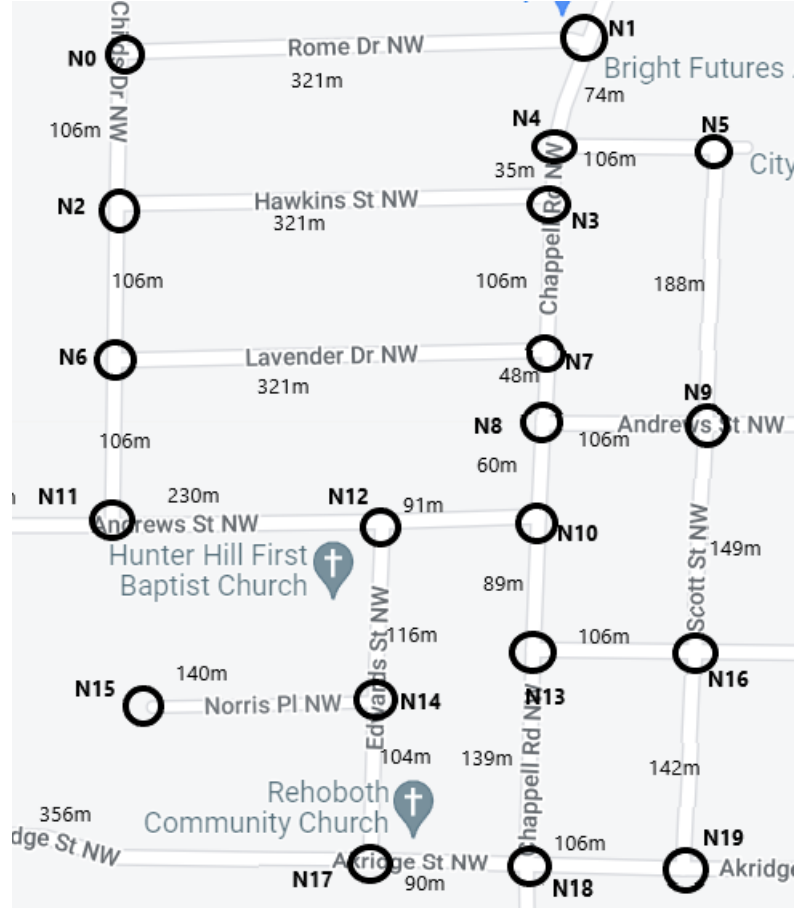 Childs Dr NW
N0
Rome Dr NW
N1
321m
Bright Futures
74m
106m
N4
N5
106m
City
35m
N2
Hawkins St NW
N3
321m
Chappell Rd NW
106m
106m
188m
N6
Lavender Dr NW
N7
321m
48m
N9
N8
Andrews St NW
106m
106m
60m
N11
230m
N12
91m
Andrews St NW
N10
Hunter Hill First
Baptist Church
Scott St NW
149m
89m
Edwards St NW
116m
106m
N15
140m
N16
N13
Norris Pl NW
N14
Chappell Rd NW
104m
139m
142m
Rehoboth
Community Church
356m
dge St NW
106m
N19
N17
Akridge St NW
90m
N18
Akridge